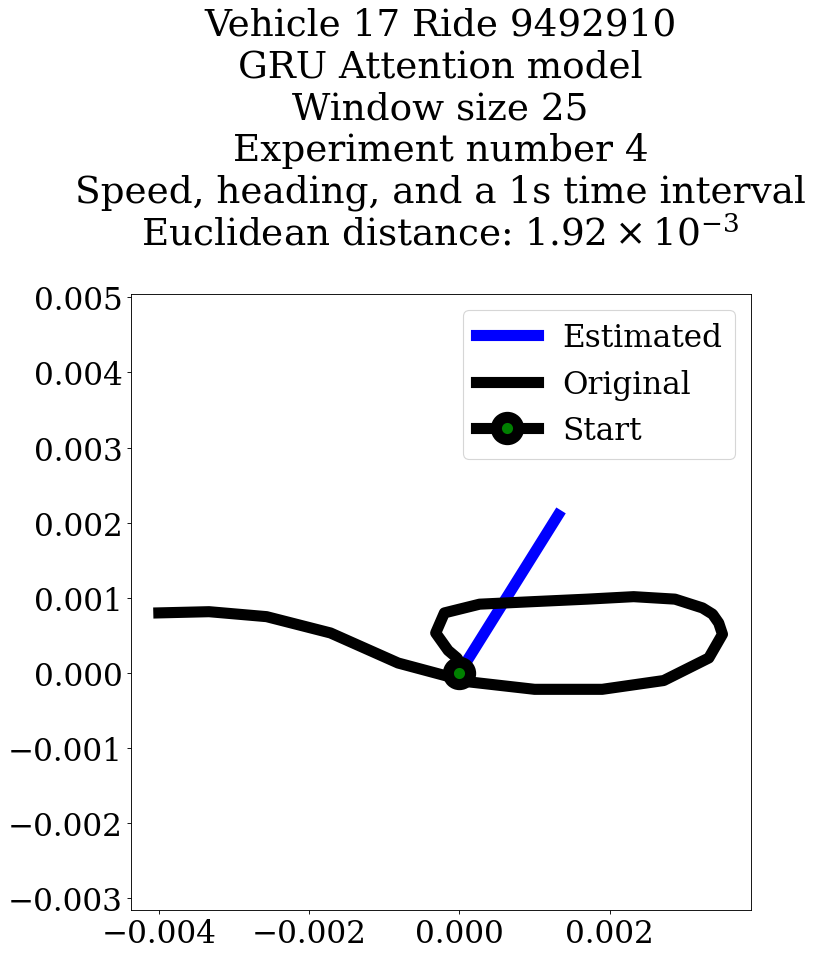 Vehicle 17 Ride 9492910
GRU Attention model
Window size 25
Experiment number 4
Speed, heading, and a 1s time interval
Euclidean distance: 1.92 × 10⁻³
0.005
0.004
0.003
0.002
0.001
0.000
−0.001
−0.002
−0.003
Estimated
Original
Start
−0.004 −0.002 0.000 0.002